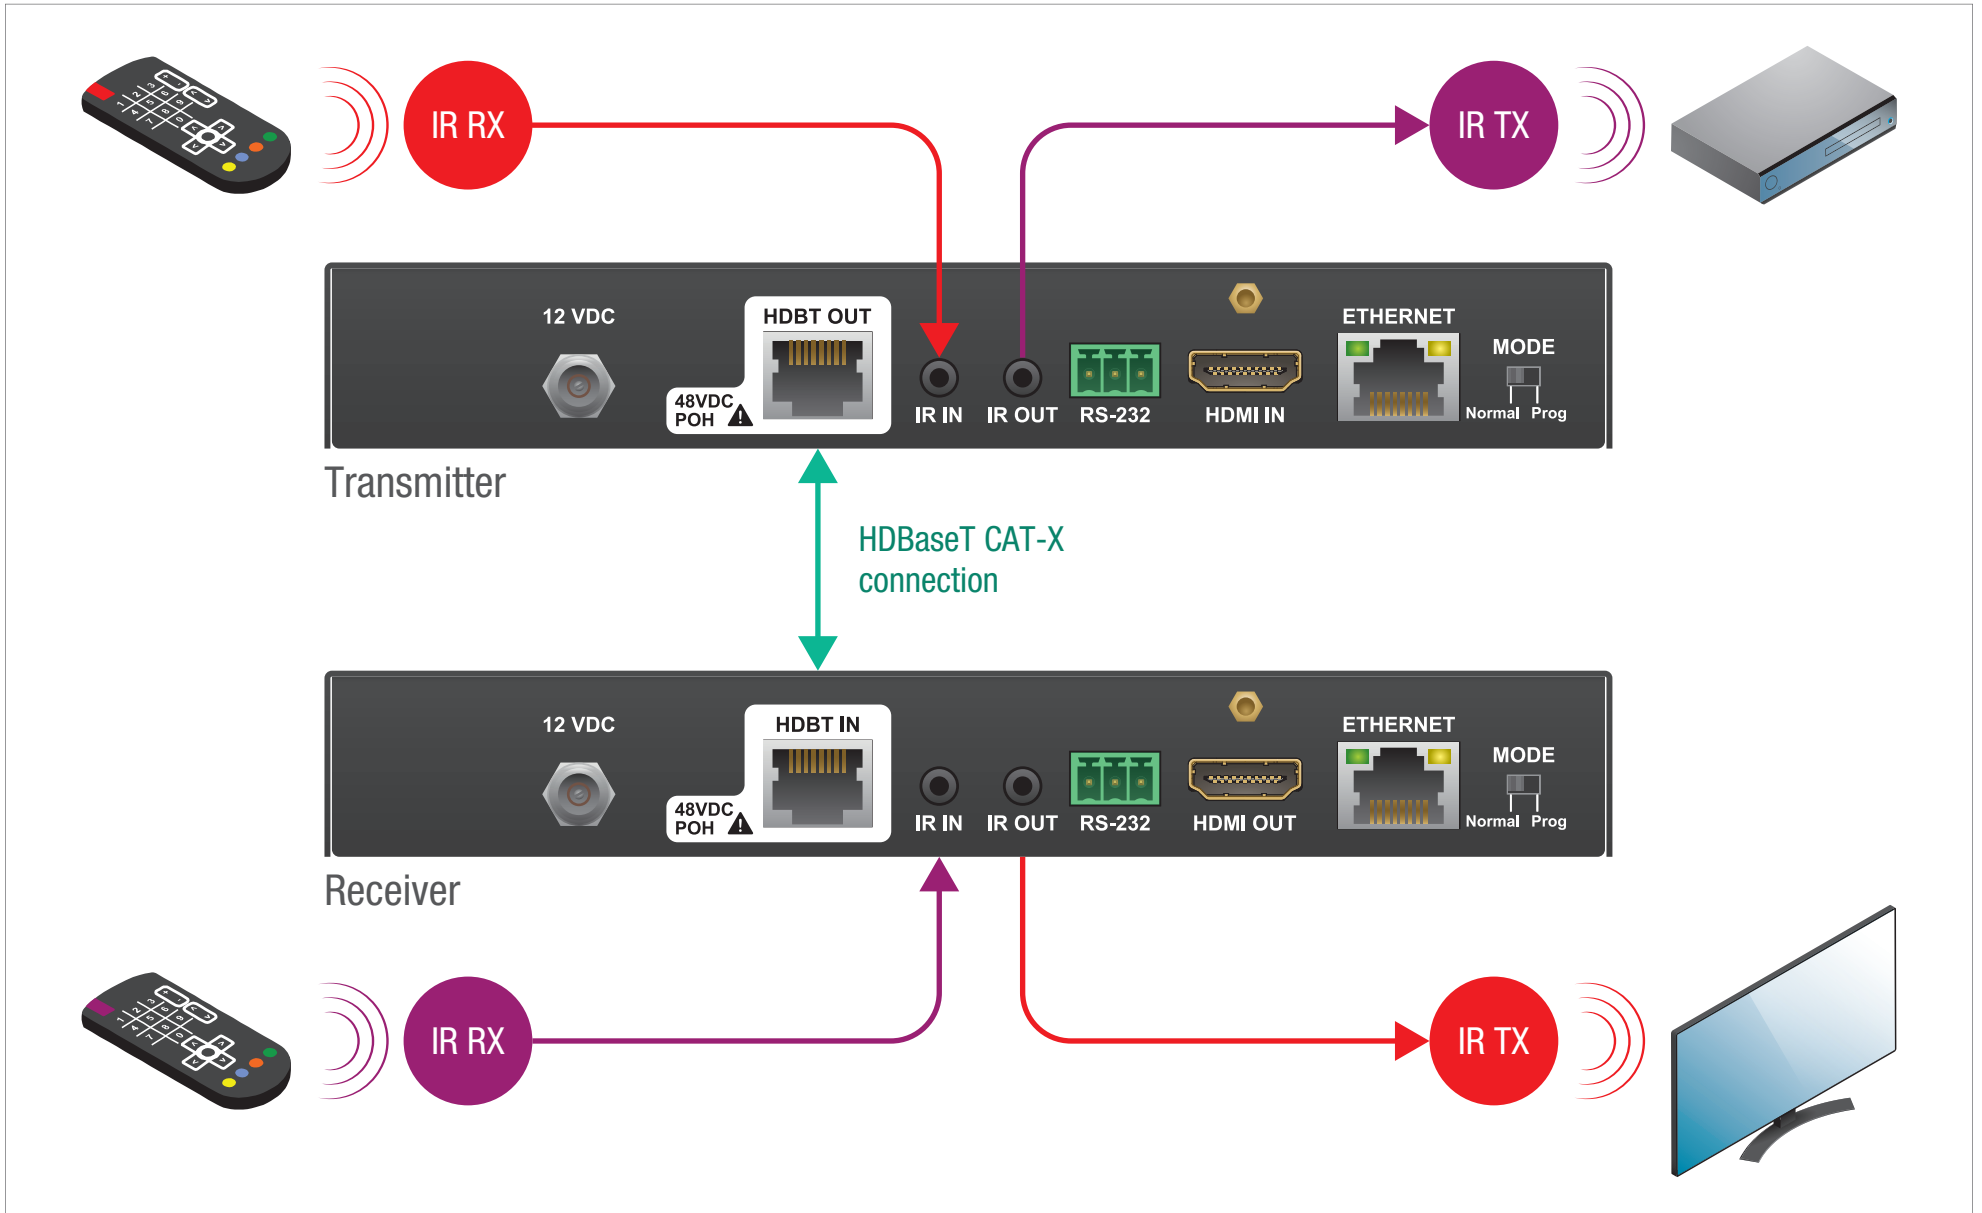 IR RX
IR TX
12 VDC
HDBT OUT
ETHERNET
MODE
48VDC
POH
IR IN
IR OUT
RS-232
HDMI IN
Normal
Prog
Transmitter
HDBaseT CAT-X
connection
12 VDC
HDBT IN
ETHERNET
MODE
48VDC
POH
IR IN
IR OUT
RS-232
HDMI OUT
Normal
Prog
Receiver
IR RX
IR TX